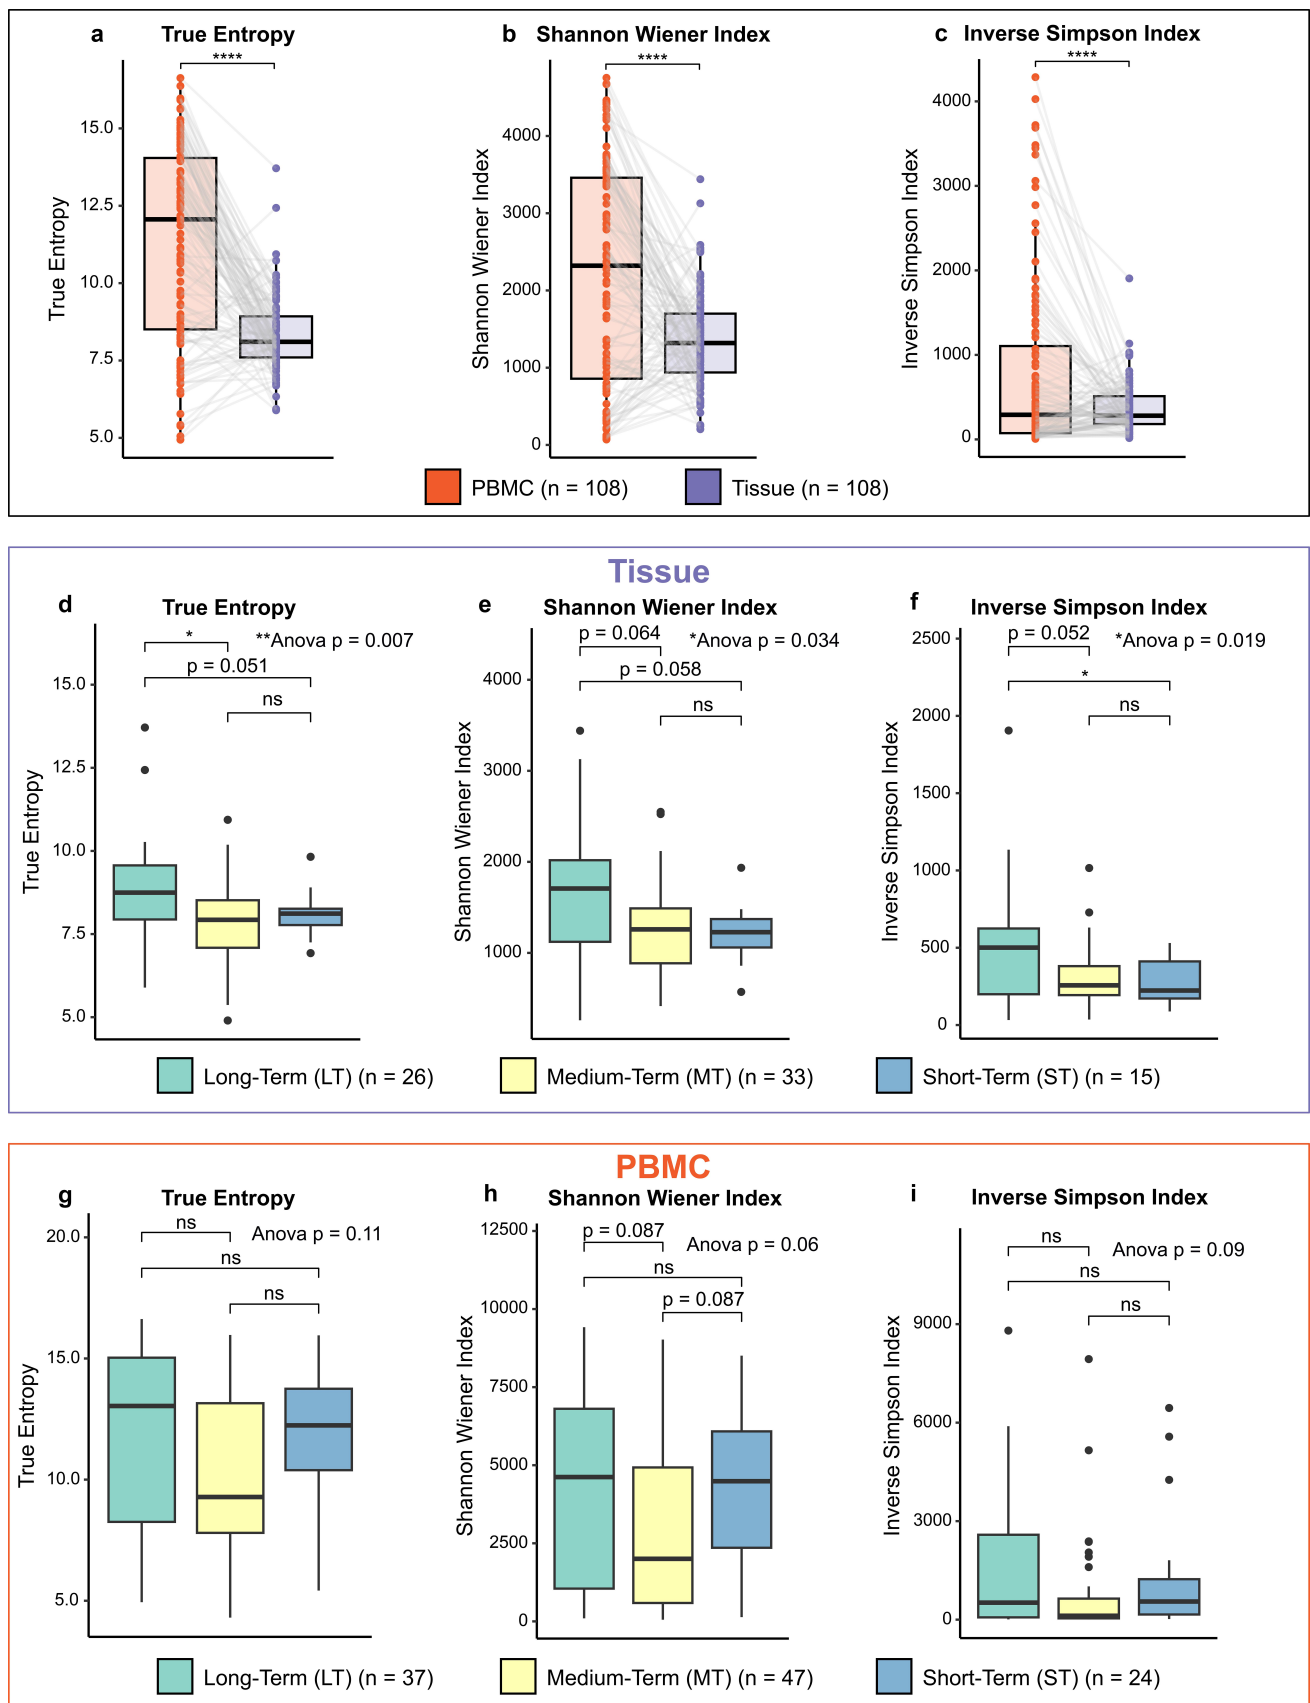 a True Entropy
****
True Entropy
15.0
12.5
10.0
7.5
5.0
b Shannon Wiener Index
****
Shannon Wiener Index
4000
3000
2000
1000
0
c Inverse Simpson Index
****
Inverse Simpson Index
4000
3000
2000
1000
0
PBMC (n = 108)
Tissue (n = 108)
Tissue
d True Entropy
* **Anova p = 0.007
p = 0.051
ns
True Entropy
15.0
12.5
10.0
7.5
5.0
e Shannon Wiener Index
p = 0.064 *Anova p = 0.034
p = 0.058
ns
Shannon Wiener Index
4000
3000
2000
1000
f Inverse Simpson Index
p = 0.052 *Anova p = 0.019
*
ns
Inverse Simpson Index
2500
2000
1500
1000
500
0
Long-Term (LT) (n = 26)
Medium-Term (MT) (n = 33)
Short-Term (ST) (n = 15)
PBMC
g True Entropy
ns Anova p = 0.11
ns
ns
True Entropy
20.0
15.0
10.0
5.0
h Shannon Wiener Index
p = 0.087 Anova p = 0.06
ns
p = 0.087
Shannon Wiener Index
12500
10000
7500
5000
2500
0
i Inverse Simpson Index
ns Anova p = 0.09
ns
ns
Inverse Simpson Index
9000
6000
3000
0
Long-Term (LT) (n = 37)
Medium-Term (MT) (n = 47)
Short-Term (ST) (n = 24)